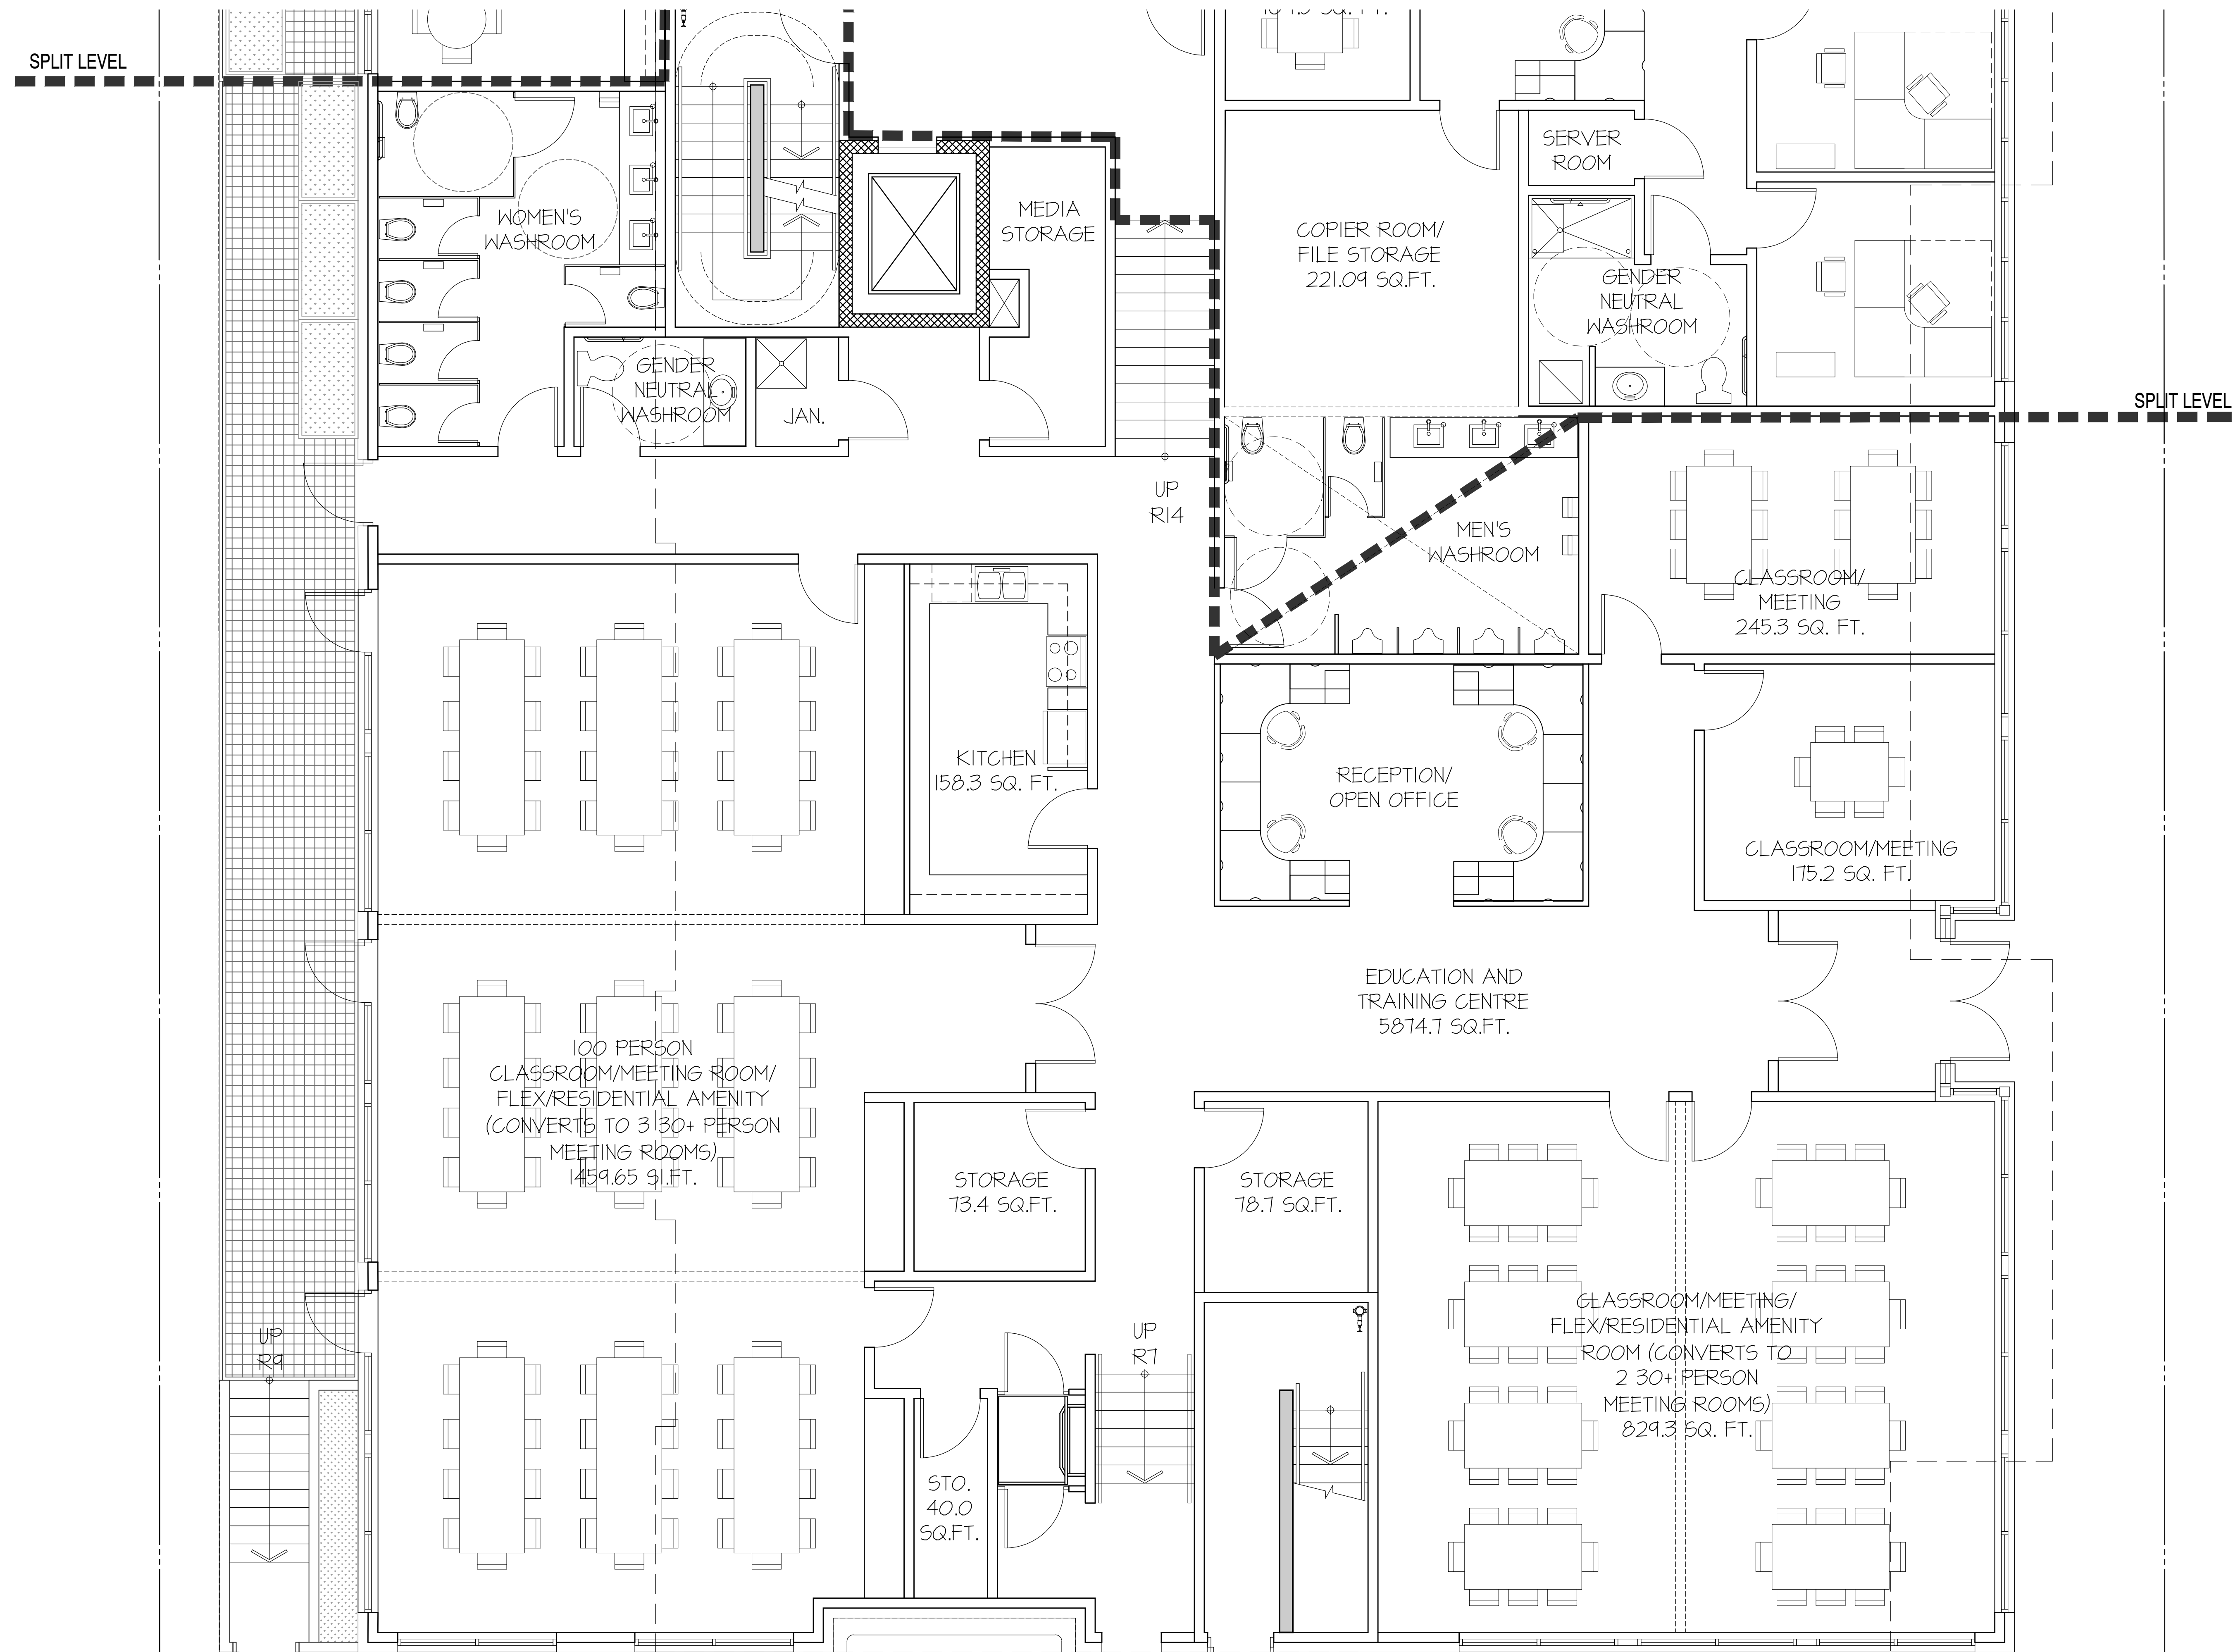 SPLIT LEVEL
SERVER
ROOM
WOMEN'S
WASHROOM
MEDIA
STORAGE
COPIER ROOM/
FILE STORAGE
221.09 SQ.FT.
GENDER
NEUTRAL
WASHROOM
GENDER
NEUTRAL
WASHROOM
JAN.
SPLIT LEVEL
UP
R14
MEN'S
WASHROOM
CLASSROOM/
MEETING
245.3 SQ. FT.
KITCHEN
158.3 SQ. FT.
RECEPTION/
OPEN OFFICE
CLASSROOM/MEETING
175.2 SQ. FT.
EDUCATION AND
TRAINING CENTRE
5874.7 SQ.FT.
100 PERSON
CLASSROOM/MEETING ROOM/
FLEX/RESIDENTIAL AMENITY
(CONVERTS TO 3 30+ PERSON
MEETING ROOMS)
1459.65 S1.FT.
STORAGE
73.4 SQ.FT.
STORAGE
78.7 SQ.FT.
UP
R9
UP
R7
CLASSROOM/MEETING/
FLEX/RESIDENTIAL AMENITY
ROOM (CONVERTS TO
2 30+ PERSON
MEETING ROOMS)
829.3 SQ. FT.
STO.
40.0
SQ.FT.